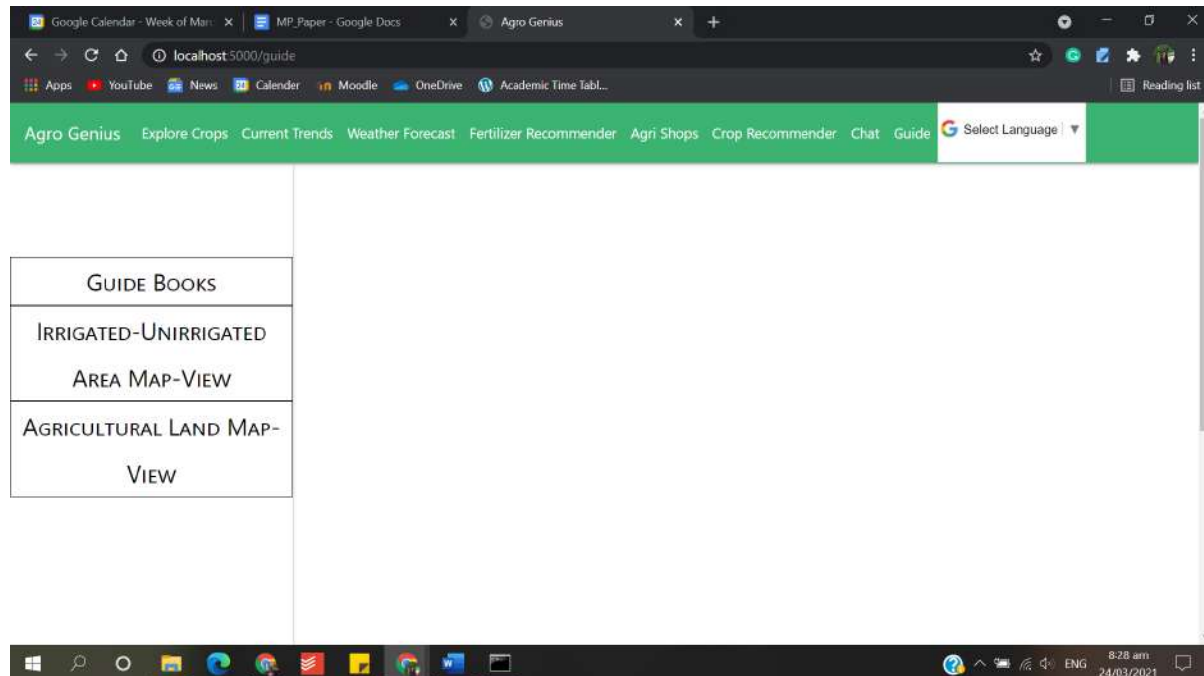 Google Calendar - Week of Mar
MP_Paper - Google Docs
Agro Genius
localhost:5000/guide
Apps YouTube News Calender Moodle OneDrive Academic Time Tabl... Reading list
Agro Genius Explore Crops Current Trends Weather Forecast Fertilizer Recommender Agri Shops Crop Recommender Chat Guide Select Language
GUIDE BOOKS
IRRIGATED-UNIRRIGATED
AREA MAP-VIEW
AGRICULTURAL LAND MAP-
VIEW
ENG
8:28 am
24/03/2021